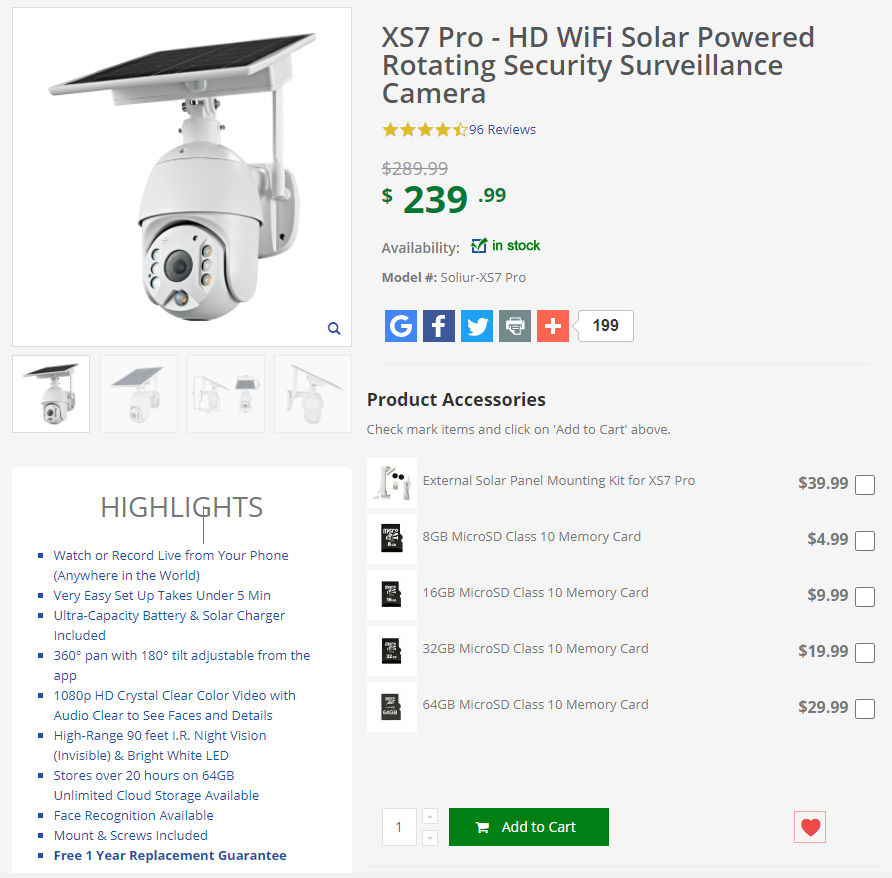 XS7 Pro - HD WiFi Solar Powered
Rotating Security Surveillance
Camera
96 Reviews
$289.99
$ 239 .99
Availability: in stock
Model #: Soliur-XS7 Pro
199
Product Accessories
Check mark items and click on 'Add to Cart' above.
External Solar Panel Mounting Kit for XS7 Pro $39.99
8GB MicroSD Class 10 Memory Card $4.99
16GB MicroSD Class 10 Memory Card $9.99
32GB MicroSD Class 10 Memory Card $19.99
64GB MicroSD Class 10 Memory Card $29.99
1 Add to Cart
HIGHLIGHTS
Watch or Record Live from Your Phone
(Anywhere in the World)
Very Easy Set Up Takes Under 5 Min
Ultra-Capacity Battery & Solar Charger
Included
360° pan with 180° tilt adjustable from the
app
1080p HD Crystal Clear Color Video with
Audio Clear to See Faces and Details
High-Range 90 feet I.R. Night Vision
(Invisible) & Bright White LED
Stores over 20 hours on 64GB
Unlimited Cloud Storage Available
Face Recognition Available
Mount & Screws Included
Free 1 Year Replacement Guarantee